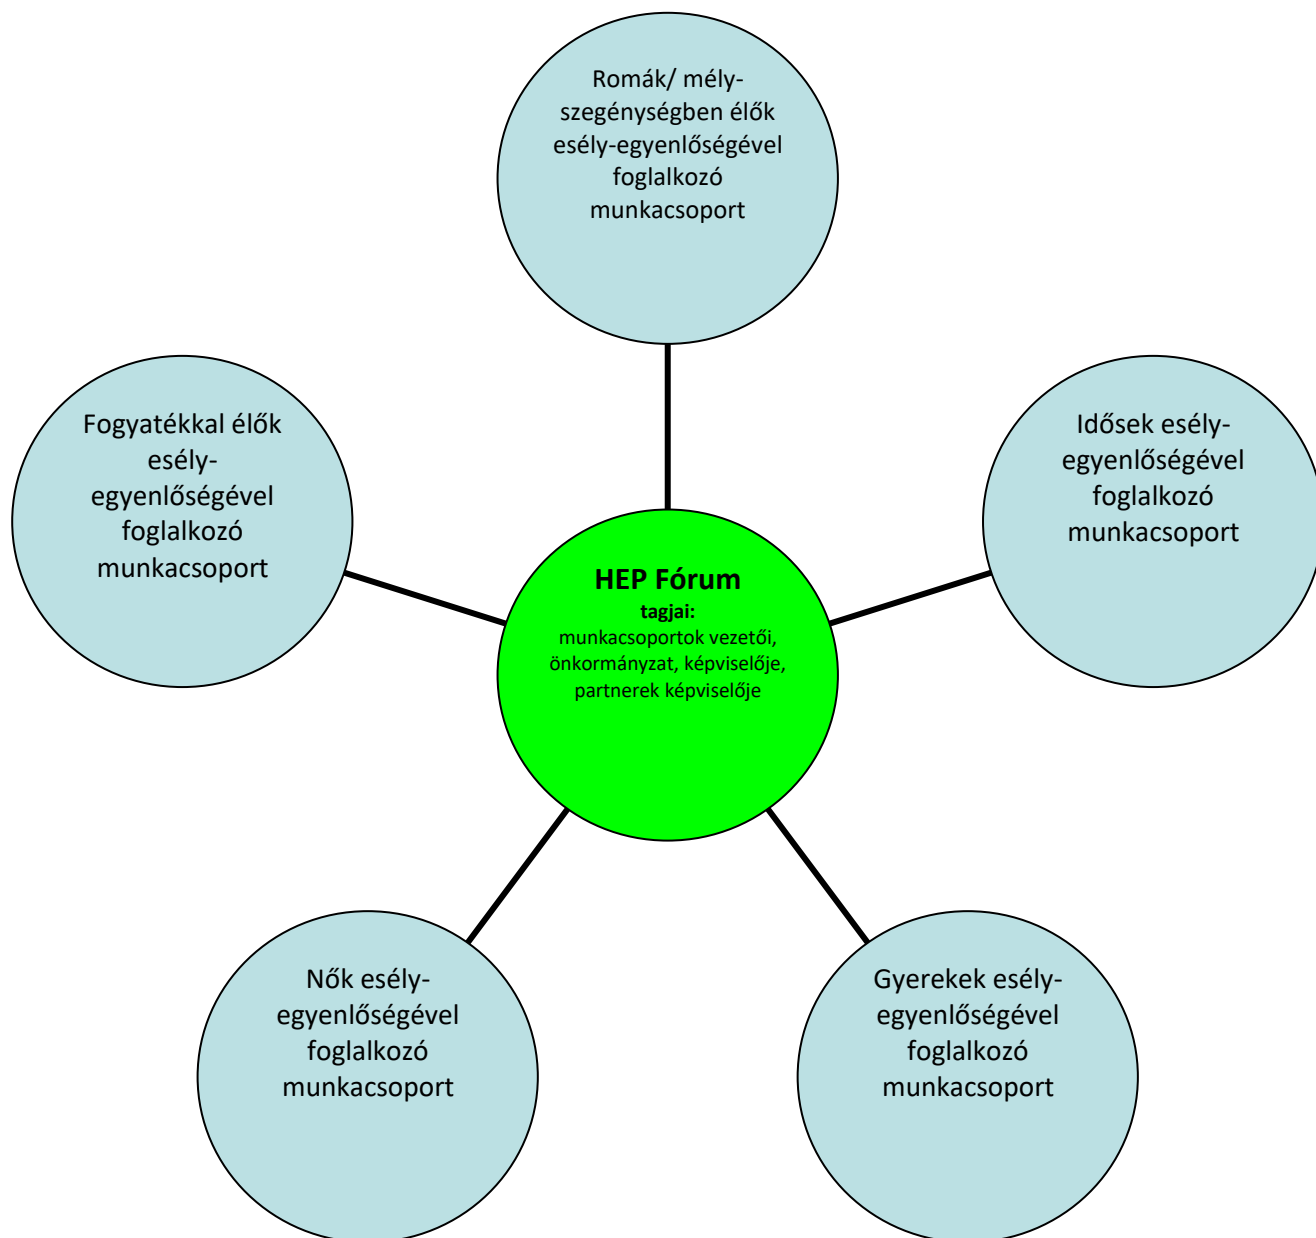 Romák/ mély-
szegénységben élők
esély-egyenlőségével
foglalkozó
munkacsoport
Fogyatékkal élők
esély-
egyenlőségével
foglalkozó
munkacsoport
Idősek esély-
egyenlőségével
foglalkozó
munkacsoport
HEP Fórum
tagjai:
munkacsoportok vezetői,
önkormányzat, képviselője,
partnerek képviselője
Nők esély-
egyenlőségével
foglalkozó
munkacsoport
Gyerekek esély-
egyenlőségével
foglalkozó
munkacsoport